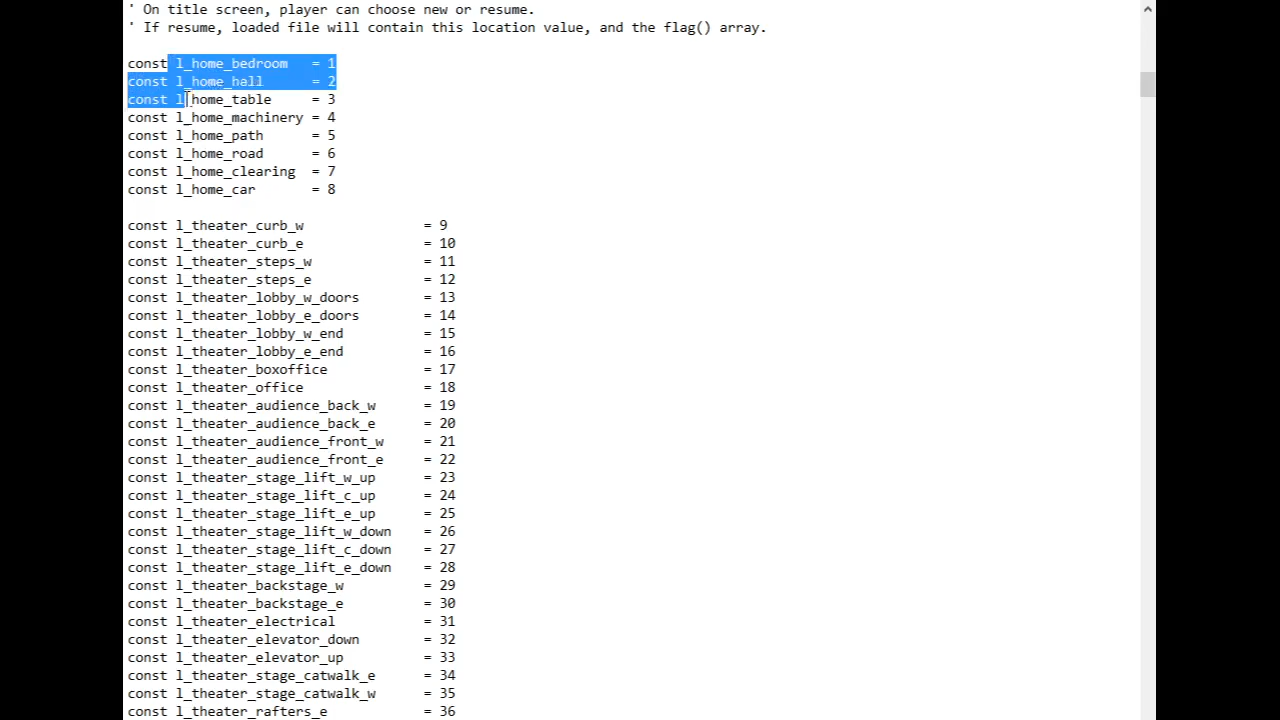 ' On title screen, player can choose new or resume.
' If resume, loaded file will contain this location value, and the flag() array.
const l_home_bedroom = 1
const l_home_hall = 2
const l_home_table = 3
const l_home_machinery = 4
const l_home_path = 5
const l_home_road = 6
const l_home_clearing = 7
const l_home_car = 8
const l_theater_curb_w = 9
const l_theater_curb_e = 10
const l_theater_steps_w = 11
const l_theater_steps_e = 12
const l_theater_lobby_w_doors = 13
const l_theater_lobby_e_doors = 14
const l_theater_lobby_w_end = 15
const l_theater_lobby_e_end = 16
const l_theater_boxoffice = 17
const l_theater_office = 18
const l_theater_audience_back_w = 19
const l_theater_audience_back_e = 20
const l_theater_audience_front_w = 21
const l_theater_audience_front_e = 22
const l_theater_stage_lift_w_up = 23
const l_theater_stage_lift_c_up = 24
const l_theater_stage_lift_e_up = 25
const l_theater_stage_lift_w_down = 26
const l_theater_stage_lift_c_down = 27
const l_theater_stage_lift_e_down = 28
const l_theater_backstage_w = 29
const l_theater_backstage_e = 30
const l_theater_electrical = 31
const l_theater_elevator_down = 32
const l_theater_elevator_up = 33
const l_theater_stage_catwalk_e = 34
const l_theater_stage_catwalk_w = 35
const l_theater_rafters_e = 36